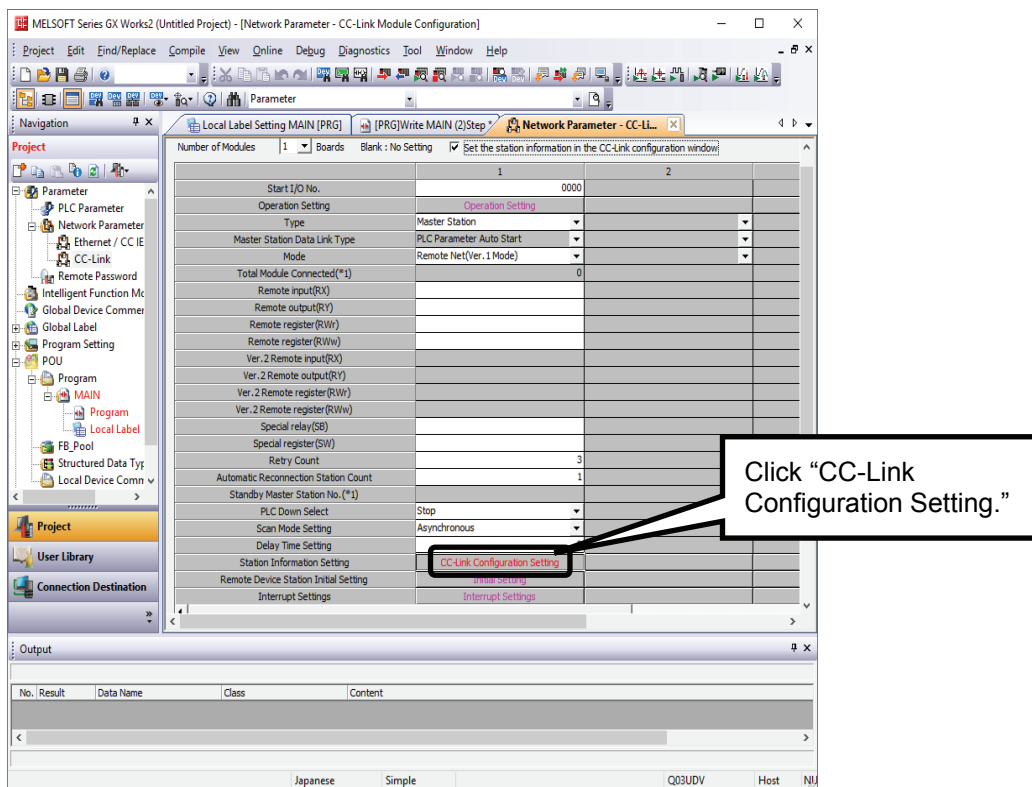 MELSOFT Series GX Works2 (Untitled Project) - [Network Parameter - CC-Link Module Configuration]
Project Edit Find/Replace Compile View Online Debug Diagnostics Tool Window Help
Parameter
Navigation
Local Label Setting MAIN [PRG]
[PRG]Write MAIN (2)Step *
Network Parameter - CC-Li...
Project
Number of Modules 1 Boards Blank : No Setting Set the station information in the CC-Link configuration window
Parameter
PLC Parameter
Network Parameter
Ethernet / CC IE
CC-Link
Remote Password
Intelligent Function Mo
Global Device Commer
Global Label
Program Setting
POU
Program
MAIN
Program
Local Label
FB_Pool
Structured Data Typ
Local Device Comm
Project
User Library
Connection Destination
1 2
Start I/O No. 0000
Operation Setting Operation Setting
Type Master Station
Master Station Data Link Type PLC Parameter Auto Start
Mode Remote Net(Ver.1 Mode)
Total Module Connected(*1) 0
Remote input(RX)
Remote output(RY)
Remote register(RWr)
Remote register(RWw)
Ver.2 Remote input(RX)
Ver.2 Remote output(RY)
Ver.2 Remote register(RWr)
Ver.2 Remote register(RWw)
Special relay(SB)
Special register(SW)
Retry Count 3
Automatic Reconnection Station Count 1
Standby Master Station No.(*1)
PLC Down Select Stop
Scan Mode Setting Asynchronous
Delay Time Setting
Station Information Setting CC-Link Configuration Setting
Remote Device Station Initial Setting Initial Setting
Interrupt Settings Interrupt Settings
Click “CC-Link
Configuration Setting.”
Output
No. Result Data Name Class Content
Japanese Simple Q03UDV Host